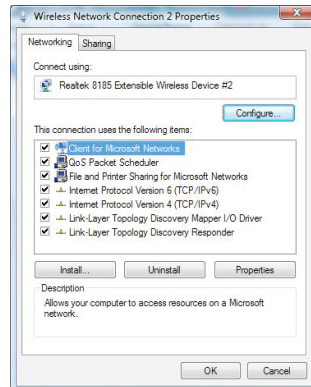 Wireless Network Connection 2 Properties
Networking Sharing
Connect using:
Realtek 8185 Extensible Wireless Device #2
Configure...
This connection uses the following items:
Client for Microsoft Networks
QoS Packet Scheduler
File and Printer Sharing for Microsoft Networks
Internet Protocol Version 6 (TCP/IPv6)
Internet Protocol Version 4 (TCP/IPv4)
Link-Layer Topology Discovery Mapper I/O Driver
Link-Layer Topology Discovery Responder
Install... Uninstall Properties
Description
Allows your computer to access resources on a Microsoft
network.
OK Cancel